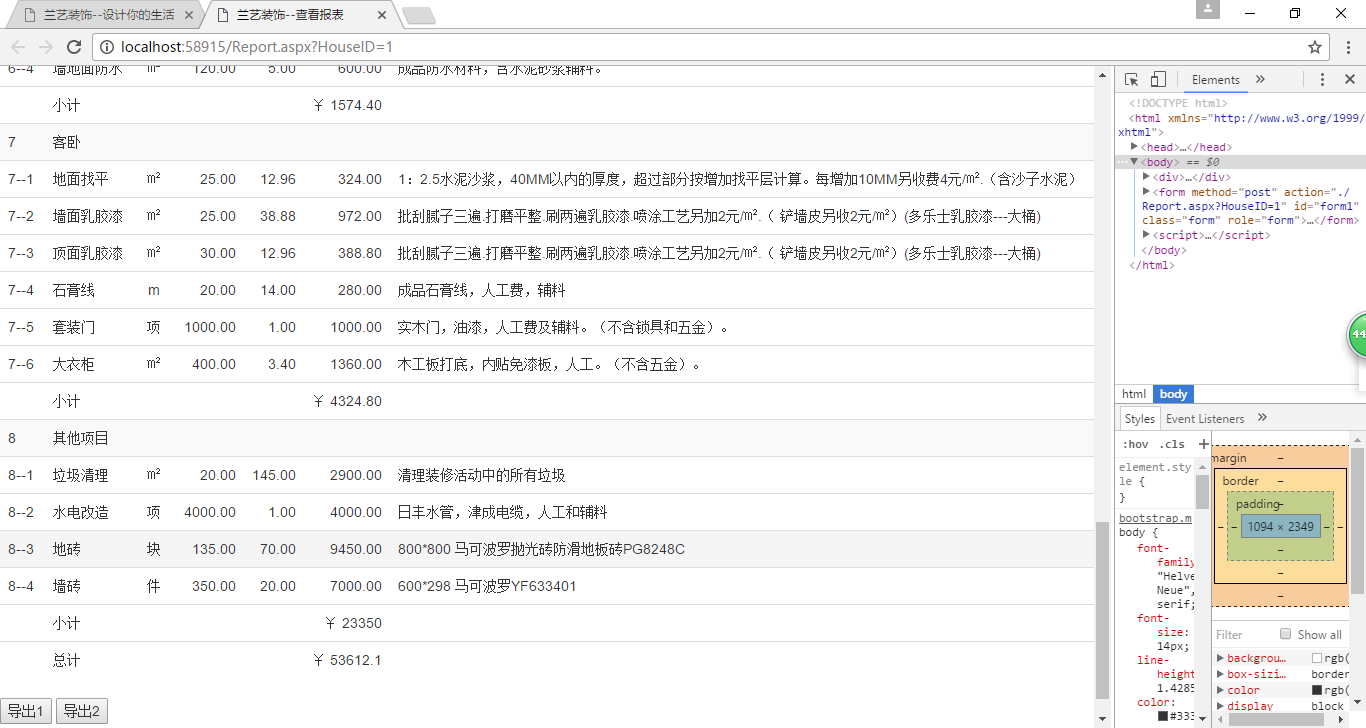 兰艺装饰--设计你的生活
兰艺装饰--查看报表
localhost:58915/Report.aspx?HouseID=1
6--4 墙地面防水 ㎡ 120.00 5.00 600.00 成品防水材料，含水泥砂浆辅料。
小计 ￥ 1574.40
7 客卧
7--1 地面找平 ㎡ 25.00 12.96 324.00 1：2.5水泥沙浆，40MM以内的厚度，超过部分按增加找平层计算。每增加10MM另收费4元/㎡.（含沙子水泥）
7--2 墙面乳胶漆 ㎡ 25.00 38.88 972.00 批刮腻子三遍.打磨平整.刷两遍乳胶漆.喷涂工艺另加2元/㎡.（ 铲墙皮另收2元/㎡）(多乐士乳胶漆---大桶)
7--3 顶面乳胶漆 ㎡ 30.00 12.96 388.80 批刮腻子三遍.打磨平整.刷两遍乳胶漆.喷涂工艺另加2元/㎡.（ 铲墙皮另收2元/㎡）(多乐士乳胶漆---大桶)
7--4 石膏线 m 20.00 14.00 280.00 成品石膏线，人工费，辅料
7--5 套装门 项 1000.00 1.00 1000.00 实木门，油漆，人工费及辅料。（不含锁具和五金）。
7--6 大衣柜 ㎡ 400.00 3.40 1360.00 木工板打底，内贴免漆板，人工。（不含五金）。
小计 ￥ 4324.80
8 其他项目
8--1 垃圾清理 ㎡ 20.00 145.00 2900.00 清理装修活动中的所有垃圾
8--2 水电改造 项 4000.00 1.00 4000.00 日丰水管，津成电缆，人工和辅料
8--3 地砖 块 135.00 70.00 9450.00 800*800 马可波罗抛光砖防滑地板砖PG8248C
8--4 墙砖 件 350.00 20.00 7000.00 600*298 马可波罗YF633401
小计 ￥ 23350
总计 ￥ 53612.1
导出1 导出2
Elements »
<!DOCTYPE html>
<html xmlns="http://www.w3.org/1999/
xhtml">
<head>…</head>
<body> == $0
<div>…</div>
<form method="post" action="./
Report.aspx?HouseID=1" id="form1"
class="form" role="form">…</form>
<script>…</script>
</body>
</html>
44
html body
Styles Event Listeners »
:hov .cls +
element.sty
le {
}
bootstrap.m
body {
font-
family
"Helve
Neue",
serif;
font-
size:
14px;
line-
height
1.4285
color:
#333
margin –
border –
padding –
– – 1094 × 2349 – –
–
–
–
Filter Show all
backgrou… rgb(
box-sizi… border
color rgb(
display block